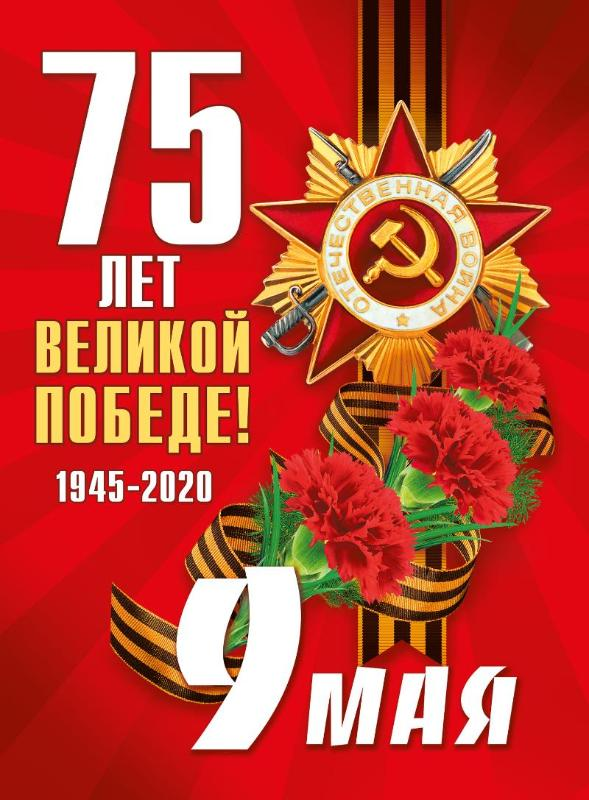 75
ЛЕТ
ВЕЛИКОЙ
ПОБЕДЕ!
1945-2020
ОТЕЧЕСТВЕННАЯ ВОЙНА
9 МАЯ